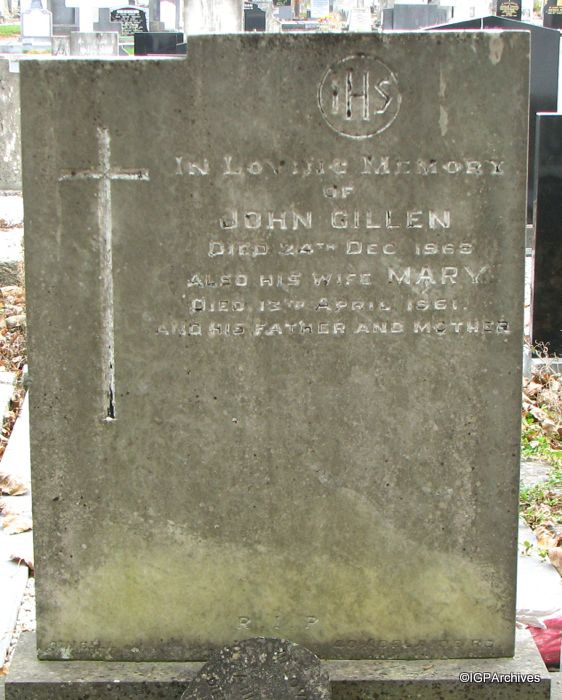 IHS
IN LOVING MEMORY
OF
JOHN GILLEN
DIED 24TH DEC 1969
ALSO HIS WIFE MARY
DIED 13TH APRIL 1961.
AND HIS FATHER AND MOTHER
R.I.P
©IGPArchives